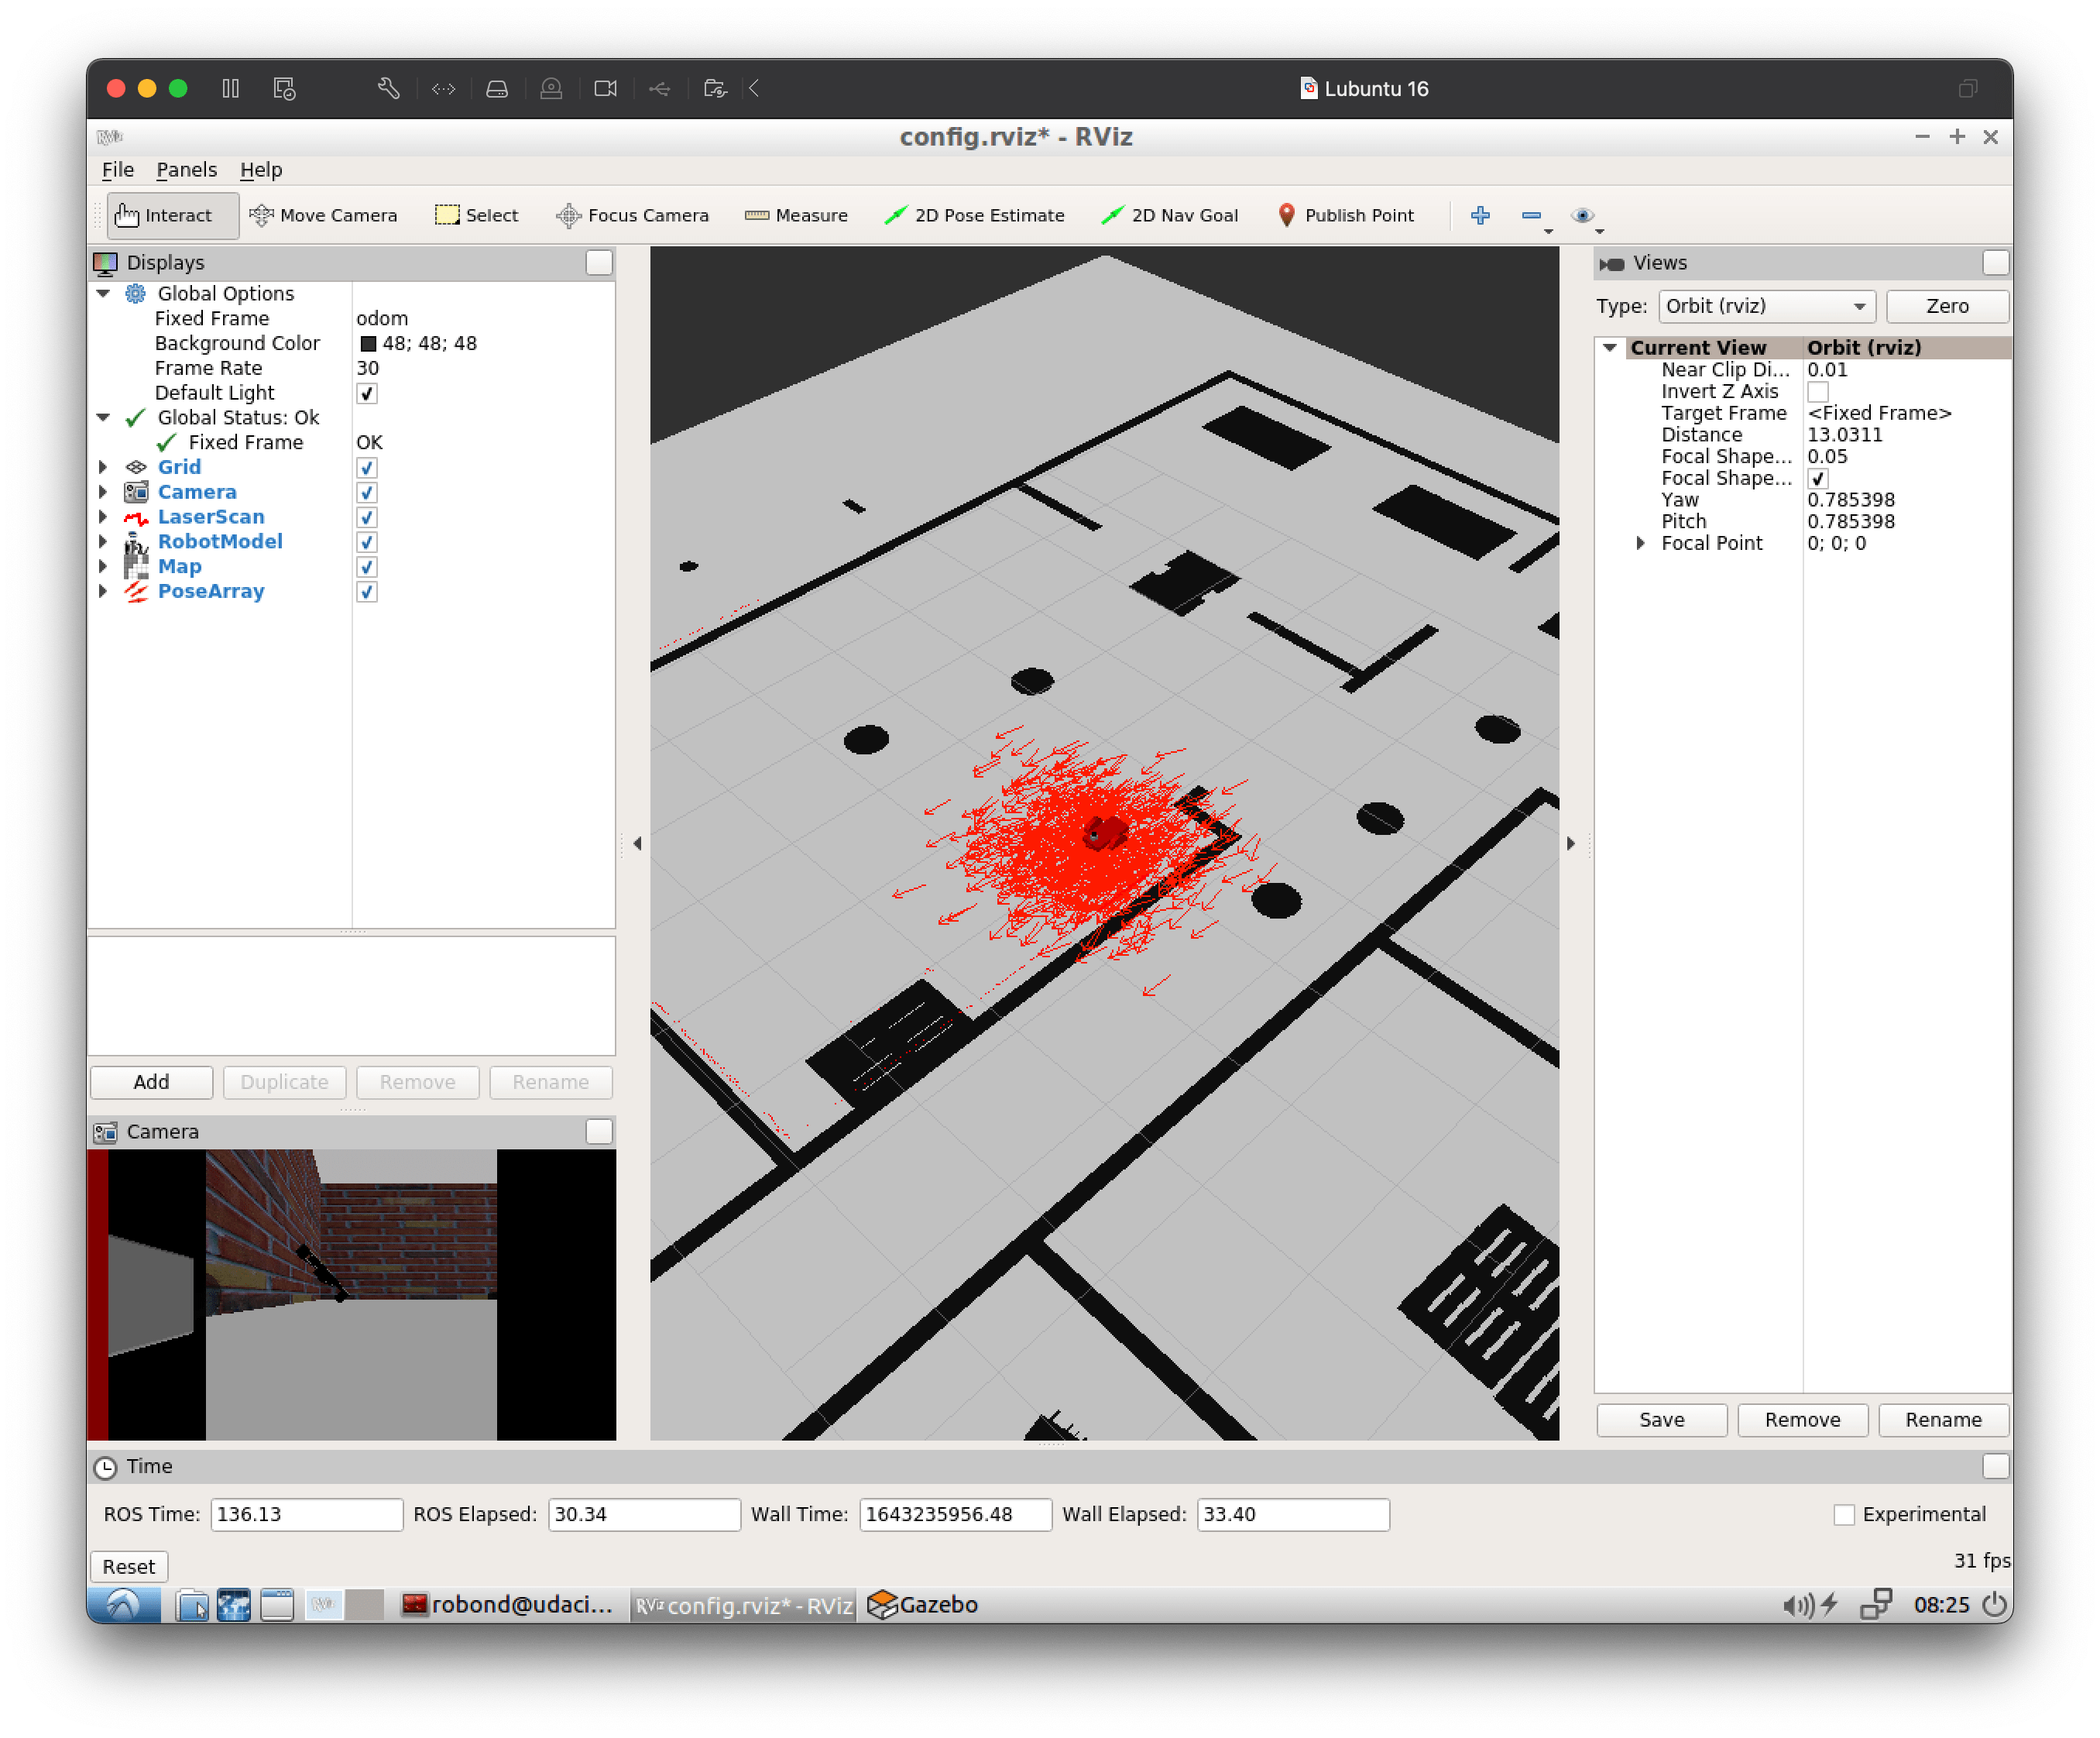 Lubuntu 16
RViz
config.rviz* - RViz
File Panels Help
Interact Move Camera Select Focus Camera Measure 2D Pose Estimate 2D Nav Goal Publish Point
Displays
Global Options
Fixed Frame odom
Background Color 48; 48; 48
Frame Rate 30
Default Light
Global Status: Ok
Fixed Frame OK
Grid
Camera
LaserScan
RobotModel
Map
PoseArray
Add Duplicate Remove Rename
Camera
Views
Type: Orbit (rviz) Zero
Current View Orbit (rviz)
Near Clip Di... 0.01
Invert Z Axis
Target Frame <Fixed Frame>
Distance 13.0311
Focal Shape... 0.05
Focal Shape...
Yaw 0.785398
Pitch 0.785398
Focal Point 0; 0; 0
Save Remove Rename
Time
ROS Time: 136.13 ROS Elapsed: 30.34 Wall Time: 1643235956.48 Wall Elapsed: 33.40 Experimental
Reset 31 fps
RViz robond@udaci... RViz config.rviz* - RViz Gazebo 08:25